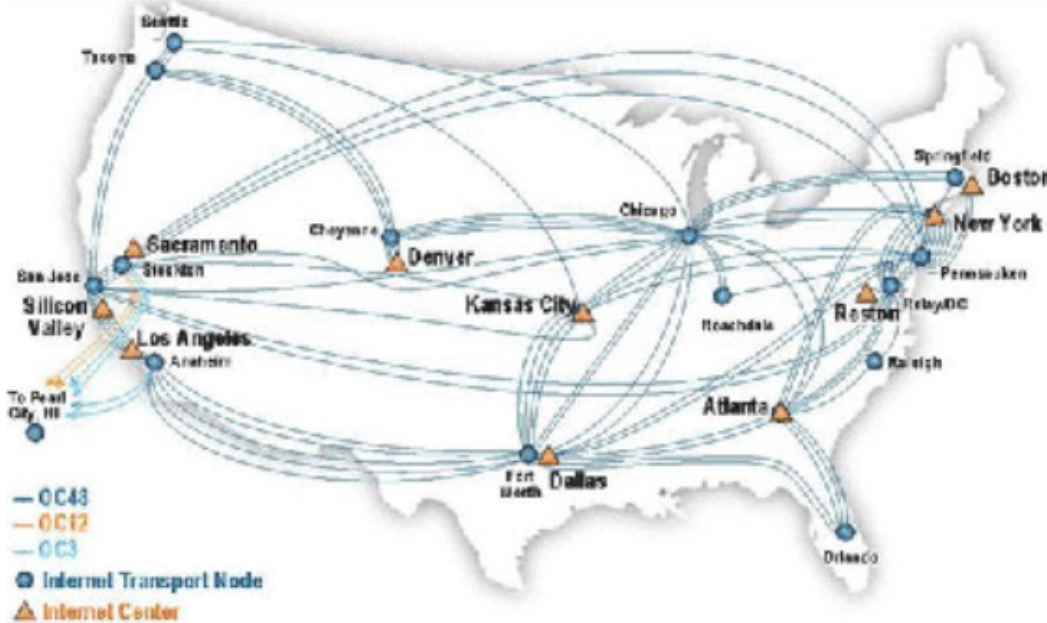 Seattle
Tacoma
Springfield
Boston
Chicago
New York
Cheyenne
Sacramento
Denver
Stockton
Pennsauken
San Jose
Silicon
Valley
Kansas City
Roachdale
Reston
Relay/DC
Los Angeles
Anaheim
Raleigh
To Pearl
City, HI
Atlanta
Fort
Worth
Dallas
OC48
OC12
OC3
Orlando
Internet Transport Node
Internet Center